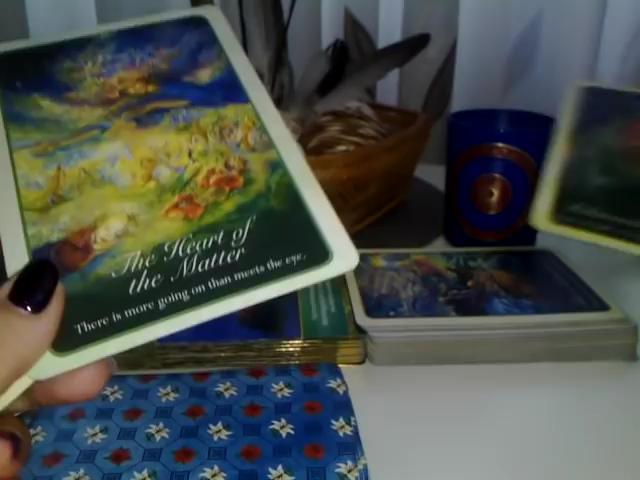 The Heart of
the Matter
There is more going on than meets the eye.